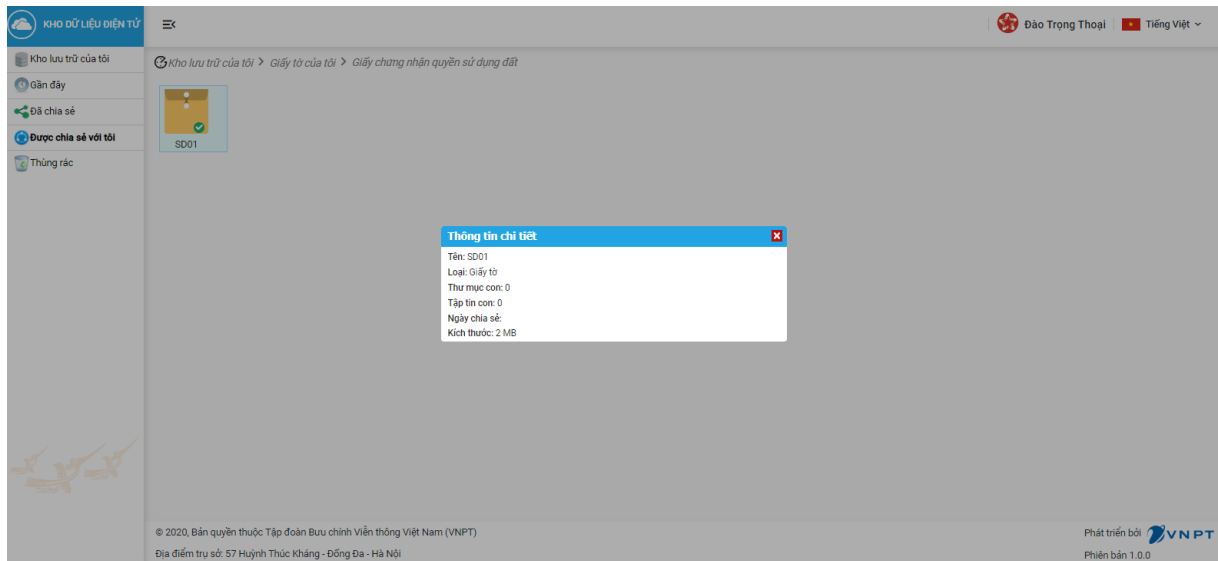 KHO DỮ LIỆU ĐIỆN TỬ
Đào Trọng Thoại
Tiếng Việt
Kho lưu trữ của tôi
Gần đây
Đã chia sẻ
Được chia sẻ với tôi
Thùng rác
Kho lưu trữ của tôi > Giấy tờ của tôi > Giấy chưng nhận quyền sử dụng đất
SD01
Thông tin chi tiết
Tên: SD01
Loại: Giấy tờ
Thư mục con: 0
Tập tin con: 0
Ngày chia sẻ:
Kích thước: 2 MB
© 2020, Bản quyền thuộc Tập đoàn Bưu chính Viễn thông Việt Nam (VNPT)
Địa điểm trụ sở: 57 Huỳnh Thúc Kháng - Đống Đa - Hà Nội
Phát triển bởi VNPT
Phiên bản 1.0.0